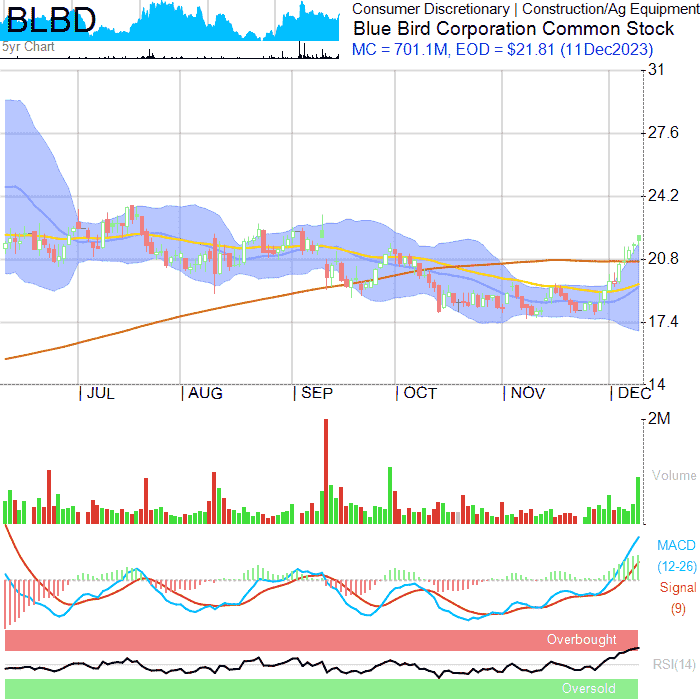 BLBD
5yr Chart
Consumer Discretionary | Construction/Ag Equipment
Blue Bird Corporation Common Stock
MC = 701.1M, EOD = $21.81 (11Dec2023)
31
27.6
24.2
20.8
17.4
14
JUL AUG SEP OCT NOV DEC
2M
Volume
MACD
(12-26)
Signal
(9)
Overbought
RSI(14)
Oversold